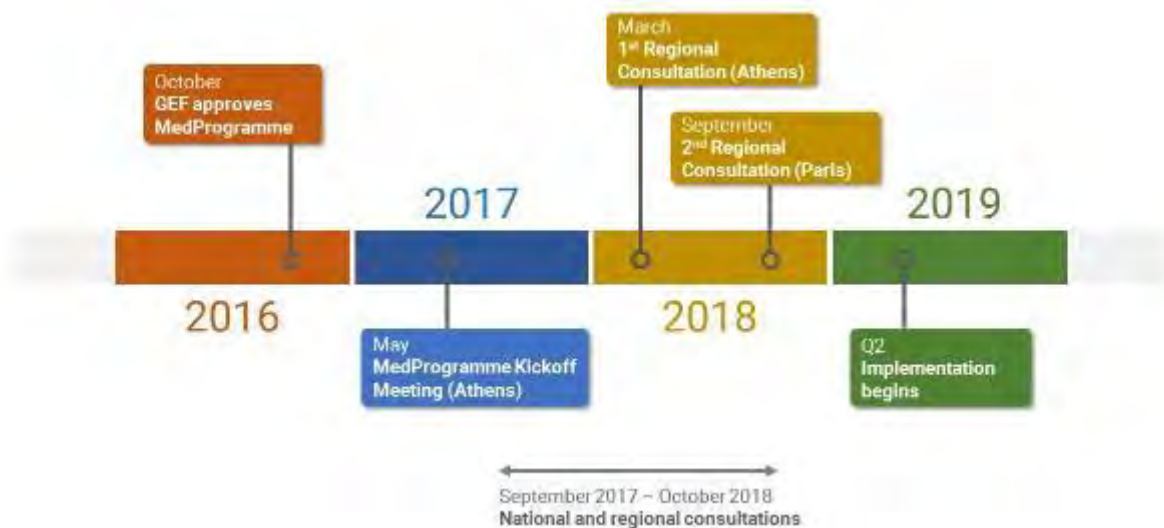 March
1st Regional
Consultation (Athens)
October
GEF approves
MedProgramme
September
2nd Regional
Consultation (Paris)
2017
2019
2016
2018
May
MedProgramme Kickoff
Meeting (Athens)
Q2
Implementation
begins
September 2017 – October 2018
National and regional consultations